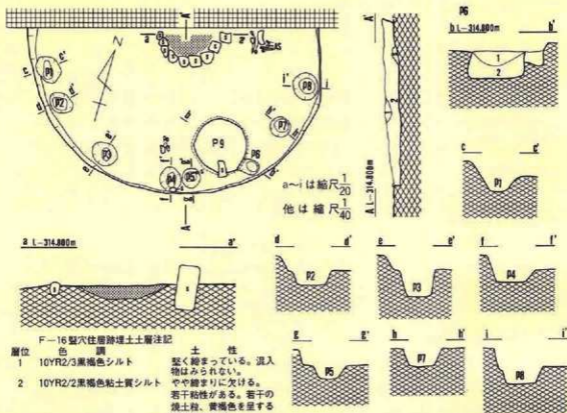 A'
P6
b L-314.800m b'
N
P1
P2
P3
P4
P5
P6
P7
P8
P9
a～iは縮尺1/20
他は縮尺1/40
A L-314.800m
1
2
c c'
P1
a L-314.800m a'
d d'
P2
e e'
P3
f f'
P4
g g'
P5
h h'
P7
i i'
P8
F-16竪穴住居跡埋土土層注記
層位 色調 土性
1 10YR2/3黒褐色シルト 堅く締まっている。混入
物はみられない。
2 10YR2/2黒褐色粘土質シルト やや締まりに欠ける。
若干粘性がある。若干の
焼土粒、黄褐色を呈する